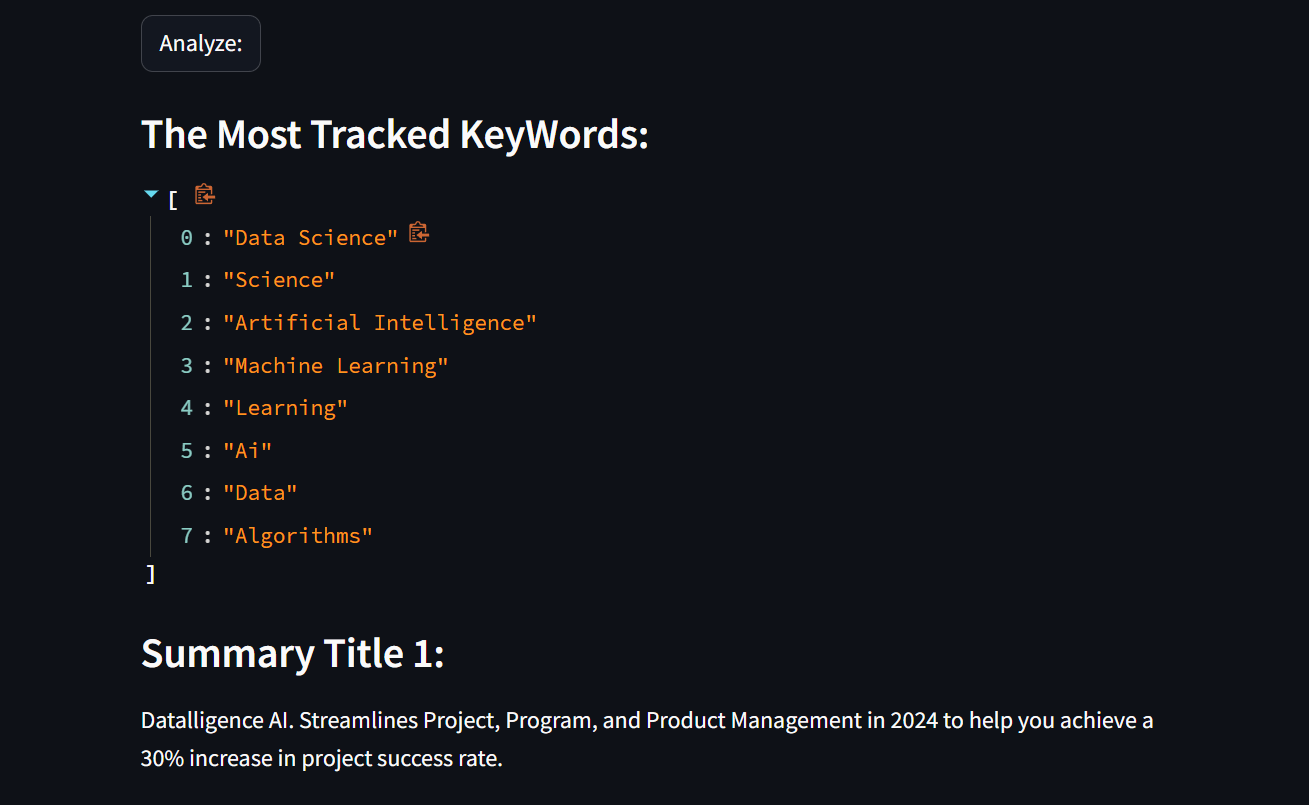 Analyze:
The Most Tracked KeyWords:
[
0 : "Data Science"
1 : "Science"
2 : "Artificial Intelligence"
3 : "Machine Learning"
4 : "Learning"
5 : "Ai"
6 : "Data"
7 : "Algorithms"
]
Summary Title 1:
Datalligence AI. Streamlines Project, Program, and Product Management in 2024 to help you achieve a
30% increase in project success rate.